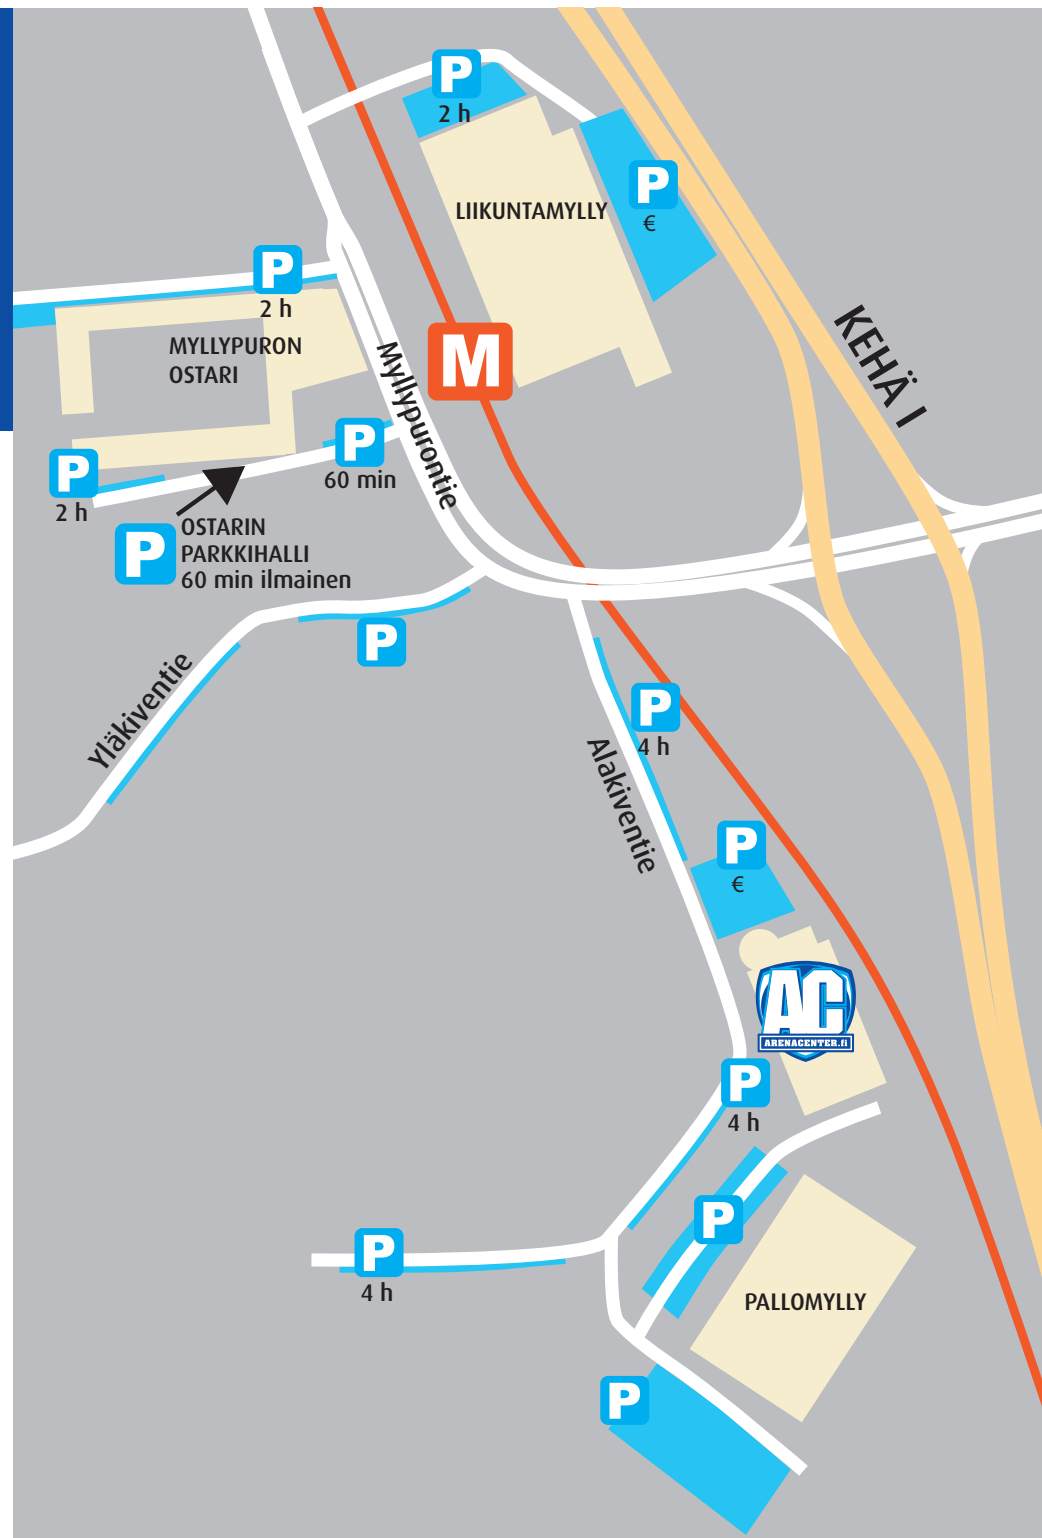 P
2 h
P
€
LIIKUNTAMYLLY
P
2 h
KEHÄ I
MYLLYPURON
OSTARI
M
Myllypurontie
P
60 min
P
2 h
P
OSTARIN
PARKKIHALLI
60 min ilmainen
P
Yläkiventie
P
4 h
Alakiventie
P
€
AC
ARENACENTER.fi
P
4 h
P
P
4 h
PALLOMYLLY
P